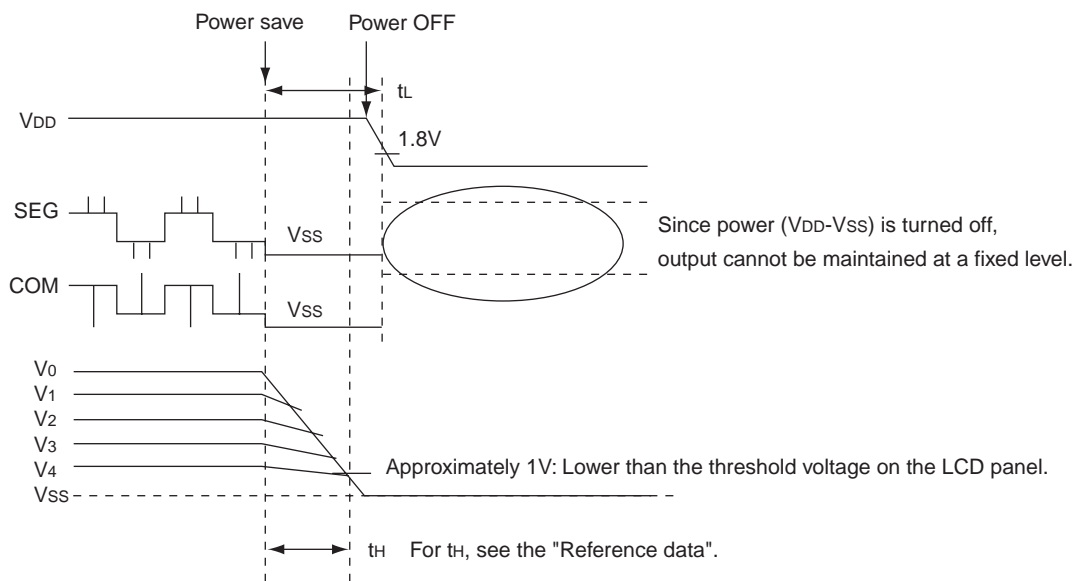 Power save Power OFF
tL
VDD
1.8V
SEG
VSS
Since power (VDD-VSS) is turned off,
output cannot be maintained at a fixed level.
COM
VSS
V0
V1
V2
V3
V4
Approximately 1V: Lower than the threshold voltage on the LCD panel.
VSS
tH For tH, see the "Reference data".